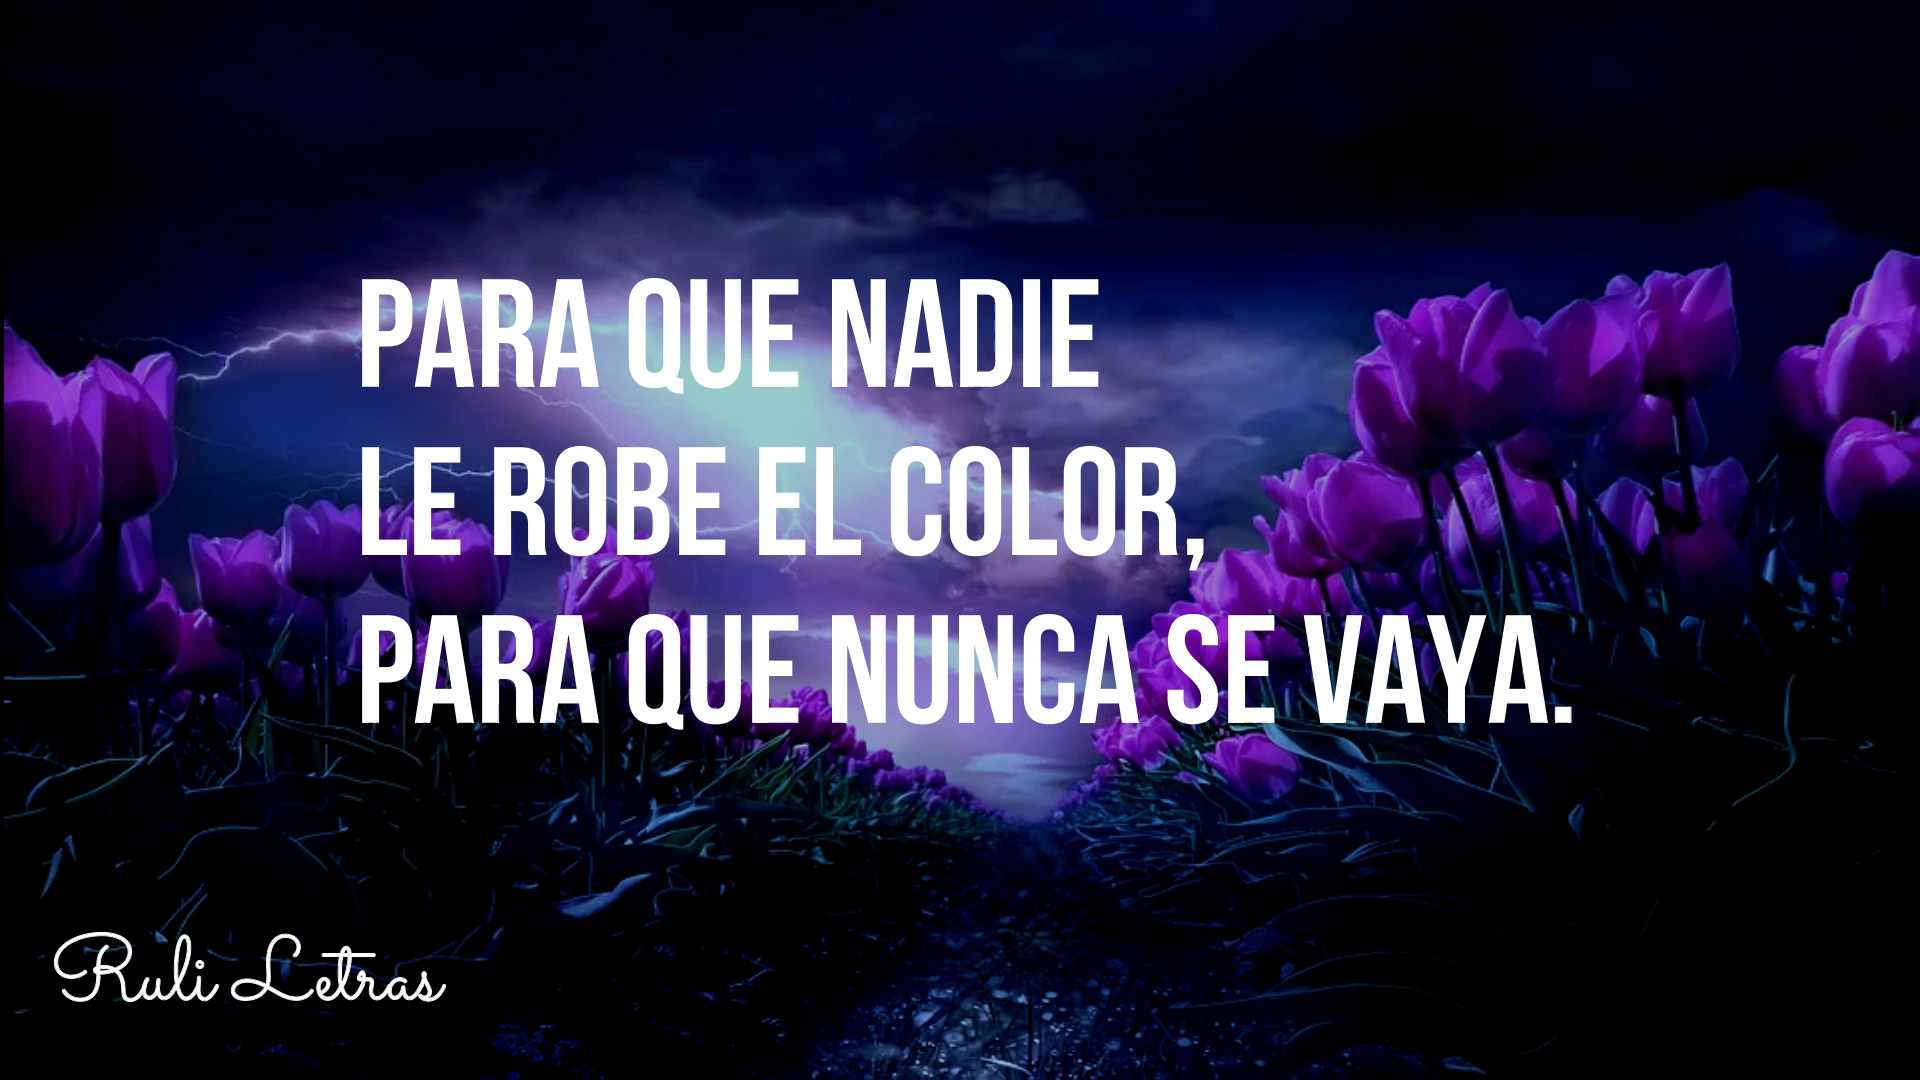 PARA QUE NADIE
LE ROBE EL COLOR,
PARA QUE NUNCA SE VAYA.
Ruli Letras